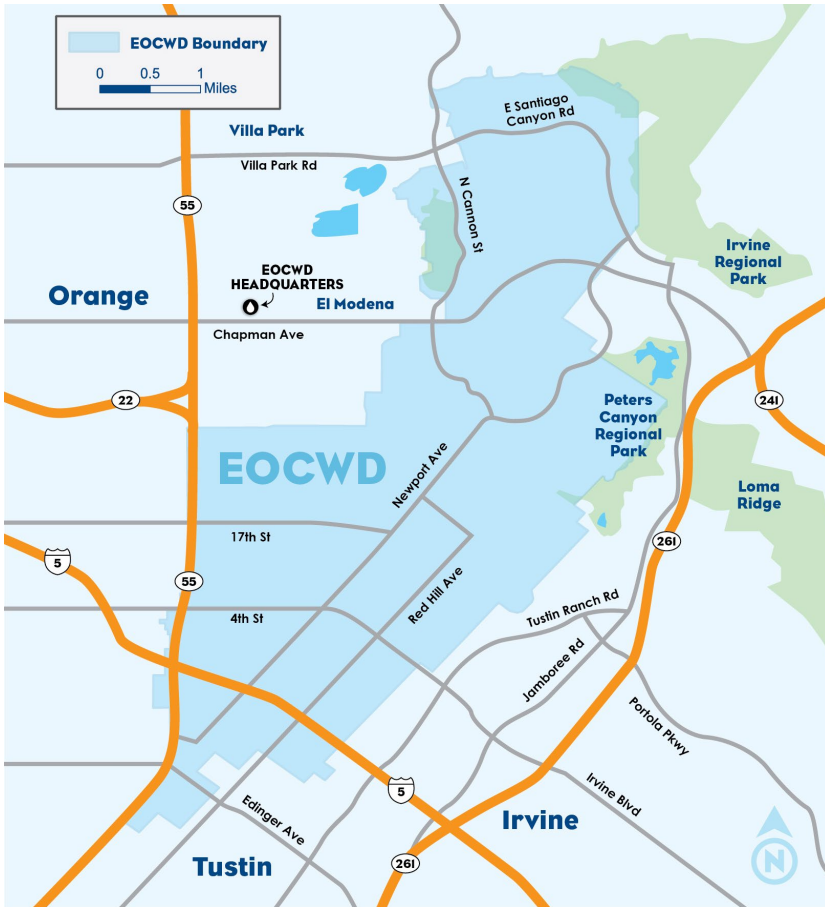 EOCWD Boundary
0 0.5 1
Miles
Villa Park
E Santiago
Canyon Rd
Villa Park Rd
N Cannon St
55
Irvine
Regional
Park
EOCWD
HEADQUARTERS
Orange
El Modena
Chapman Ave
22
241
Peters
Canyon
Regional
Park
EOCWD
Newport Ave
Loma
Ridge
17th St
261
5
55
Red Hill Ave
4th St
Tustin Ranch Rd
Jamboree Rd
Portola Pkwy
5
Irvine Blvd
Edinger Ave
Irvine
Tustin
261
N